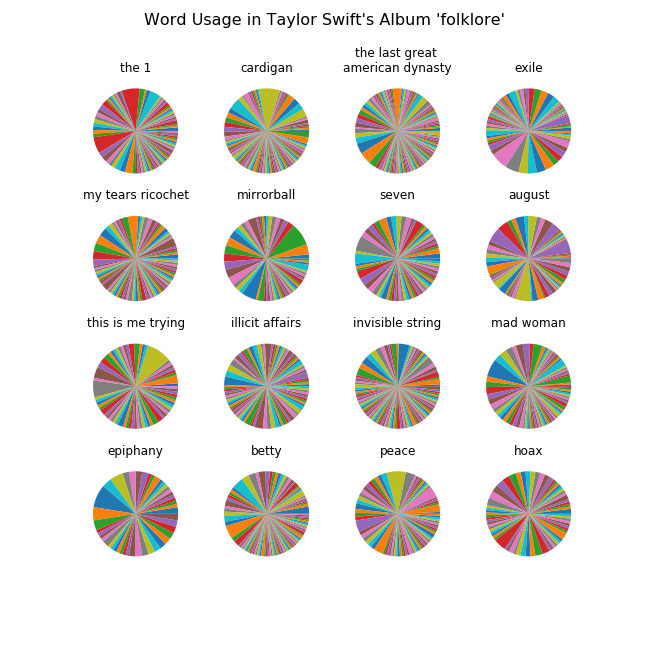 Word Usage in Taylor Swift's Album 'folklore'
the 1
cardigan
the last great
american dynasty
exile
my tears ricochet
mirrorball
seven
august
this is me trying
illicit affairs
invisible string
mad woman
epiphany
betty
peace
hoax